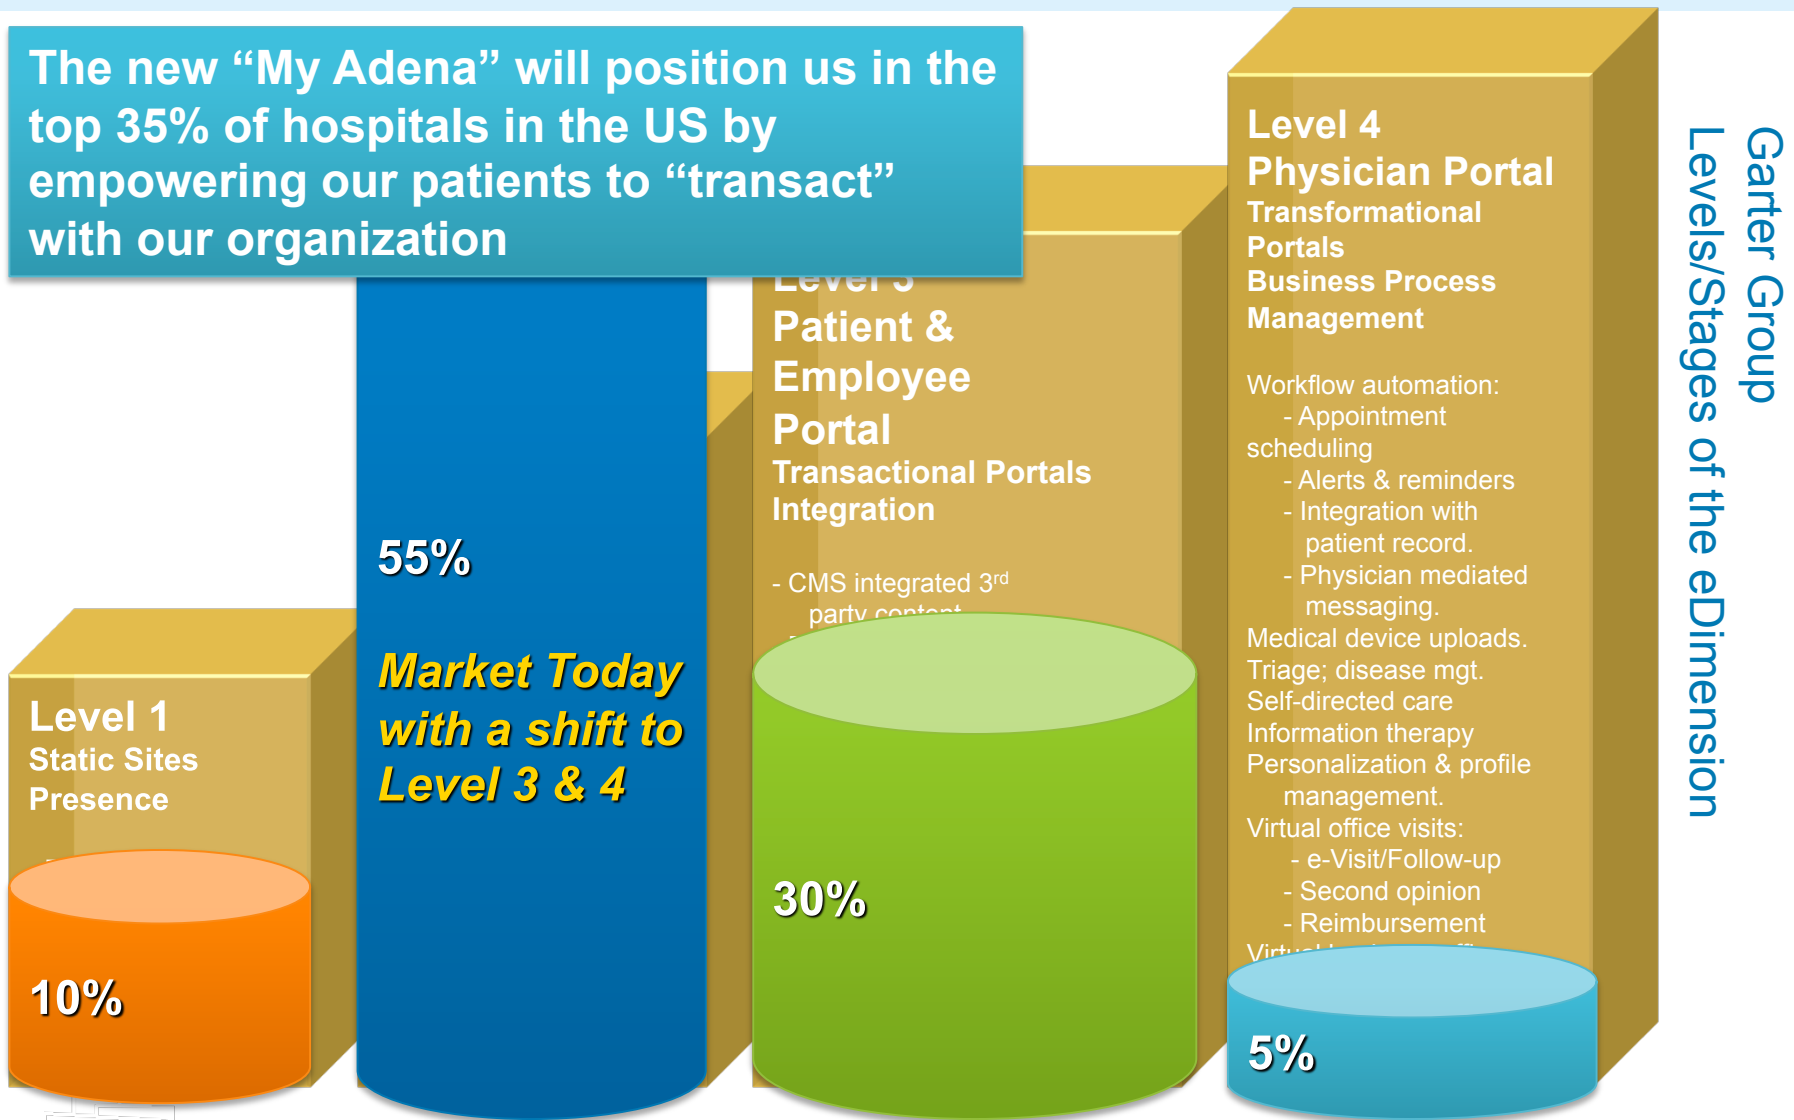 The new “My Adena” will position us in the
top 35% of hospitals in the US by
empowering our patients to “transact”
with our organization
Level 1
Static Sites
Presence
-
10%
55%
Market Today
with a shift to
Level 3 & 4
Level 3
Patient &
Employee
Portal
Transactional Portals
Integration
- CMS integrated 3rd
party content
-
30%
Level 4
Physician Portal
Transformational
Portals
Business Process
Management
Workflow automation:
- Appointment
scheduling
- Alerts & reminders
- Integration with
patient record.
- Physician mediated
messaging.
Medical device uploads.
Triage; disease mgt.
Self-directed care
Information therapy
Personalization & profile
management.
Virtual office visits:
- e-Visit/Follow-up
- Second opinion
- Reimbursement
5%
Garter Group
Levels/Stages of the eDimension